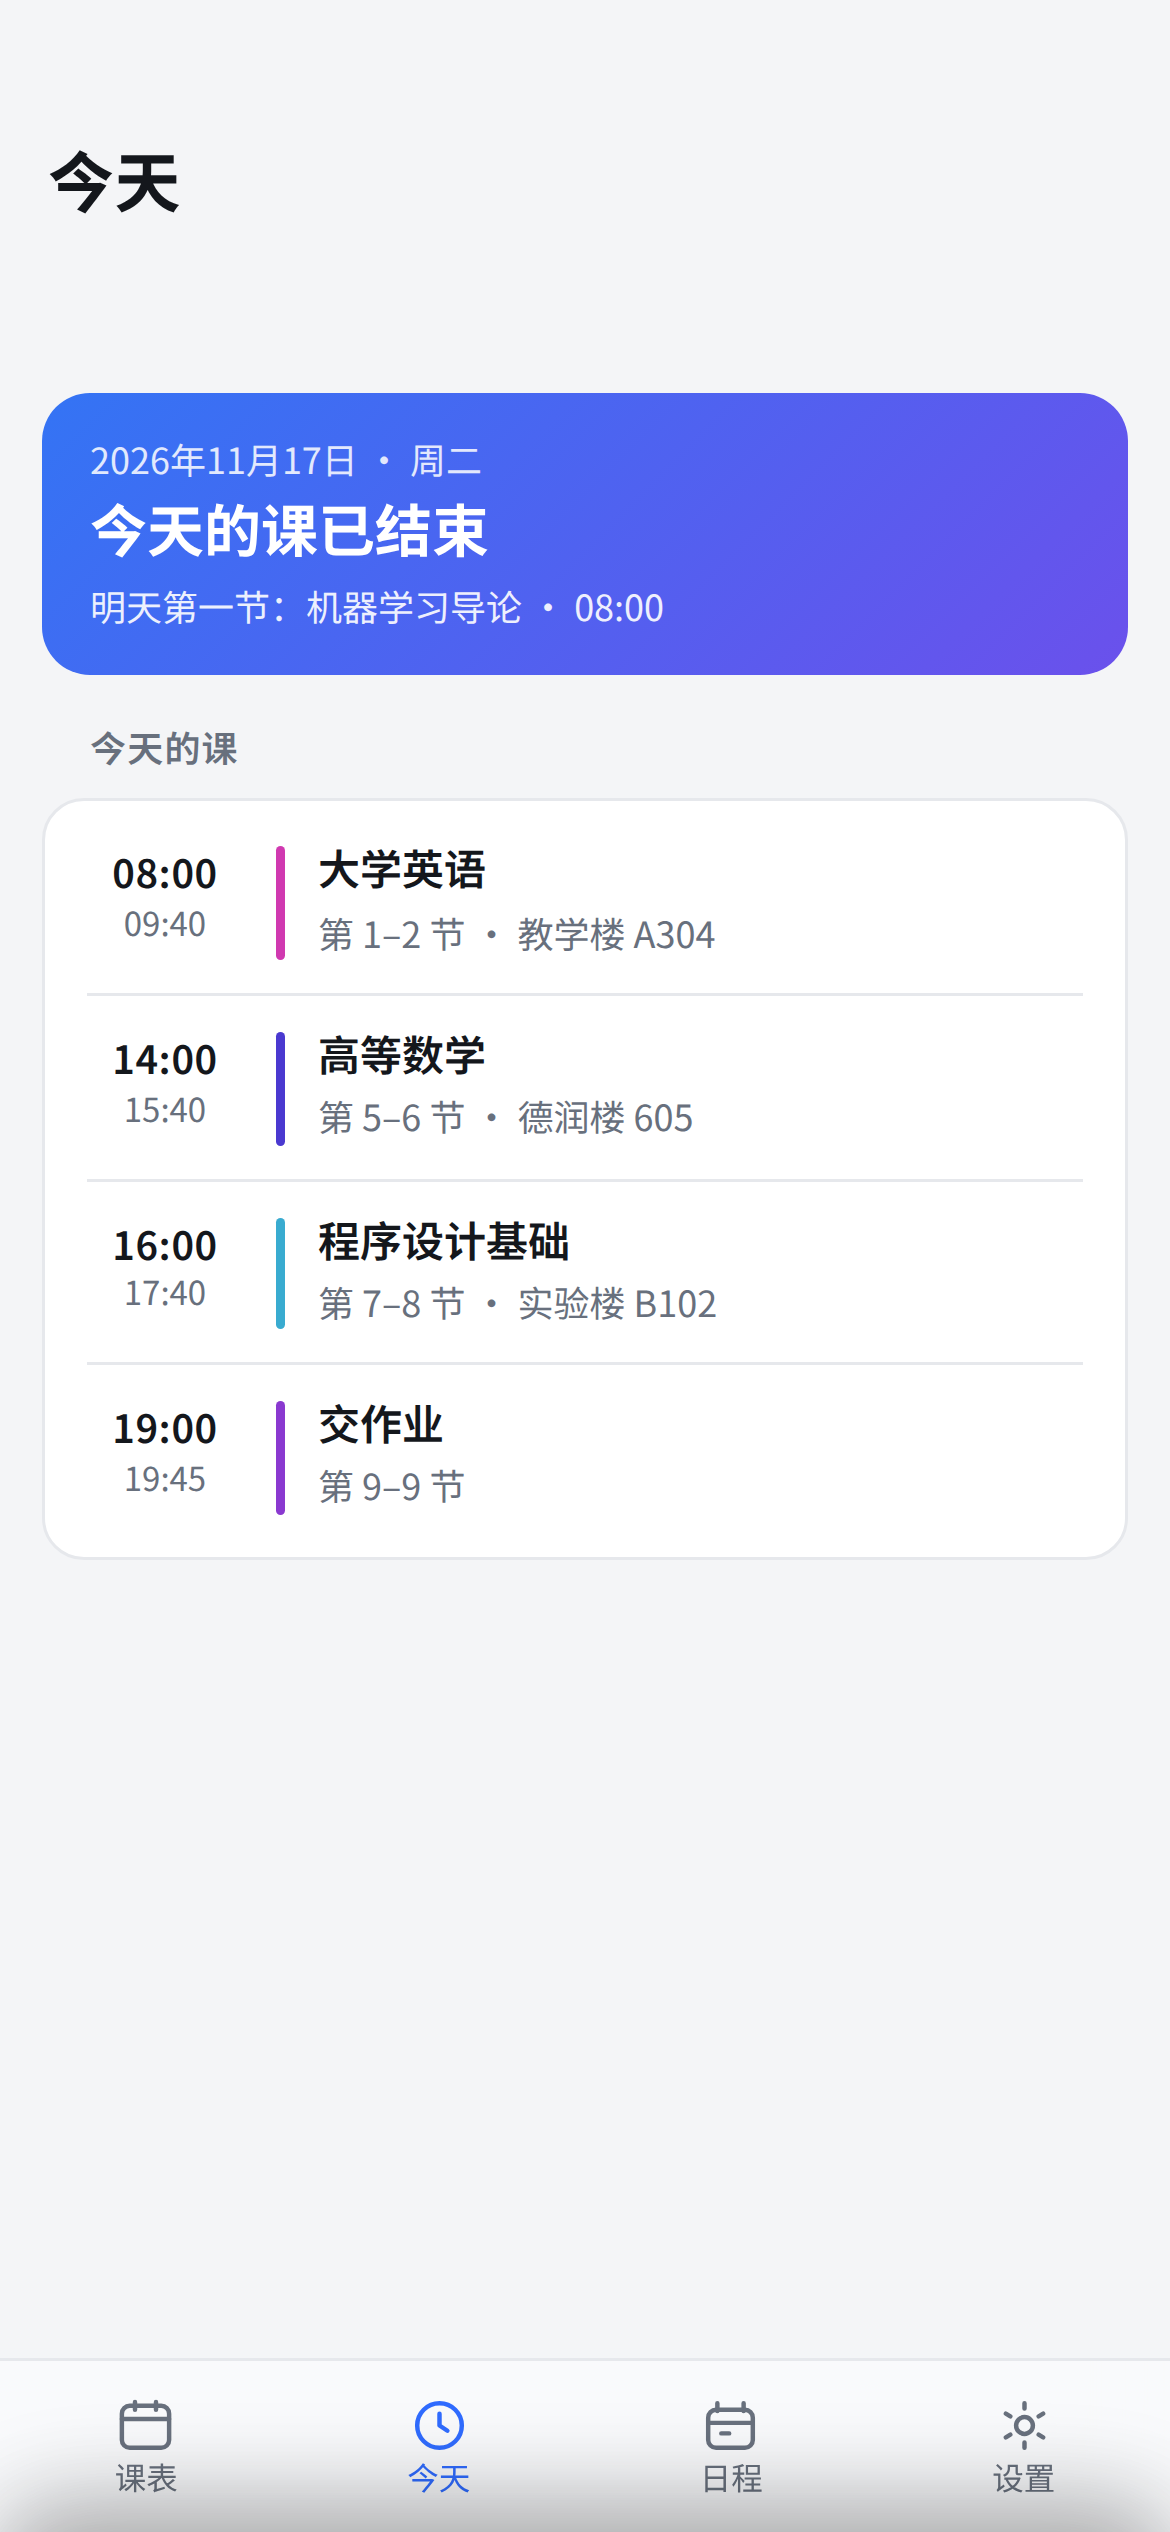 今天
2026年11月17日 · 周二
今天的课已结束
明天第一节：机器学习导论 · 08:00
今天的课
08:00
大学英语
09:40
第 1–2 节 · 教学楼 A304
14:00
高等数学
15:40
第 5–6 节 · 德润楼 605
16:00
程序设计基础
17:40
第 7–8 节 · 实验楼 B102
19:00
交作业
19:45
第 9–9 节
课表
今天
日程
设置